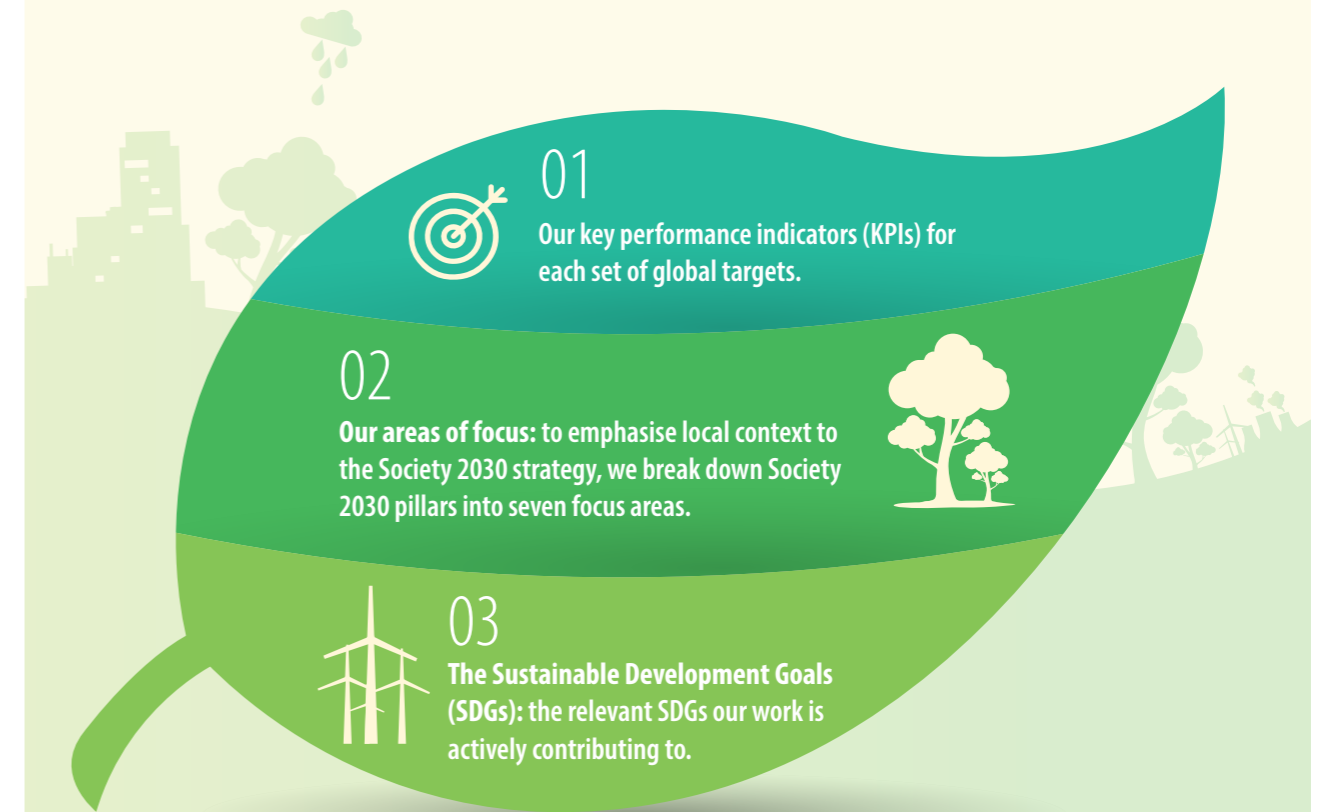 01
Our key performance indicators (KPIs) for
each set of global targets.
02
Our areas of focus: to emphasise local context to
the Society 2030 strategy, we break down Society
2030 pillars into seven focus areas.
03
The Sustainable Development Goals
(SDGs): the relevant SDGs our work is
actively contributing to.